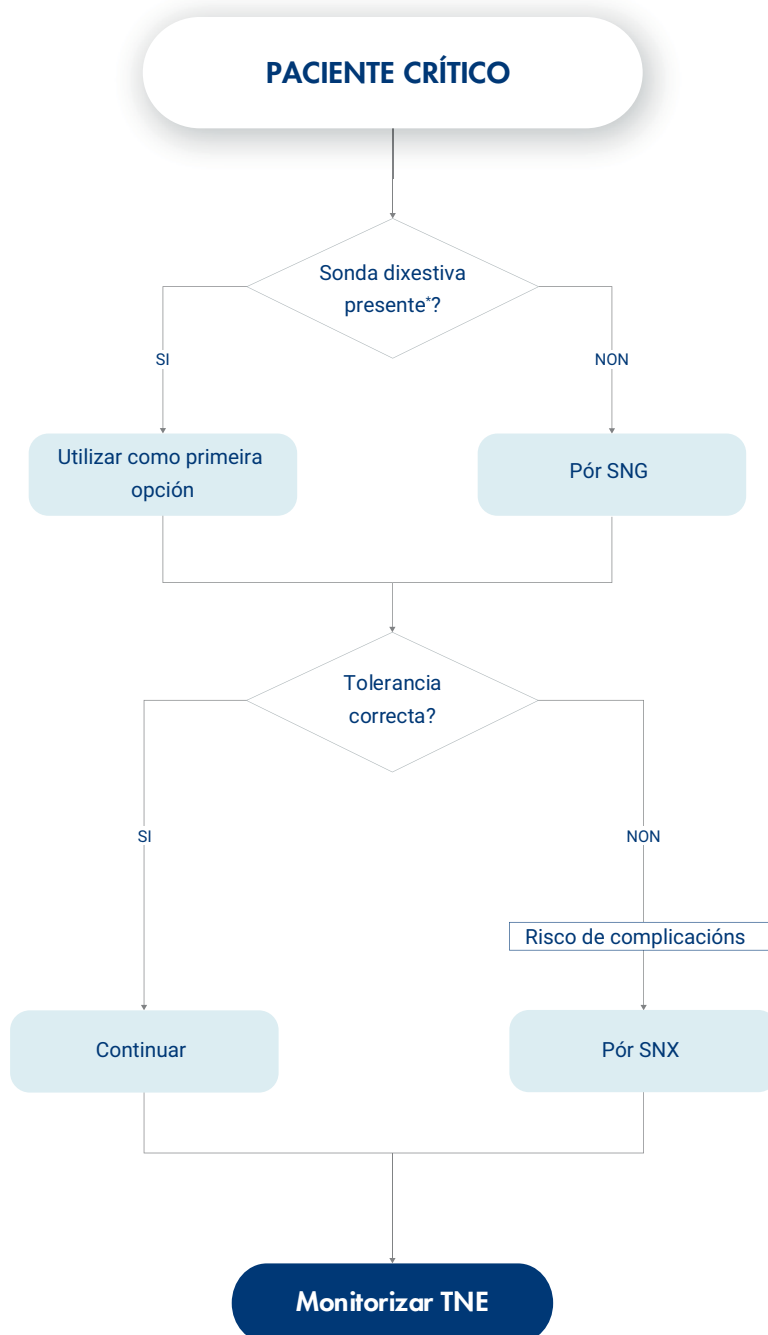 PACIENTE CRÍTICO
Sonda dixestiva
presente*?
SI
NON
Utilizar como primeira
opción
Pór SNG
Tolerancia
correcta?
SI
NON
Risco de complicacións
Continuar
Pór SNX
Monitorizar TNE